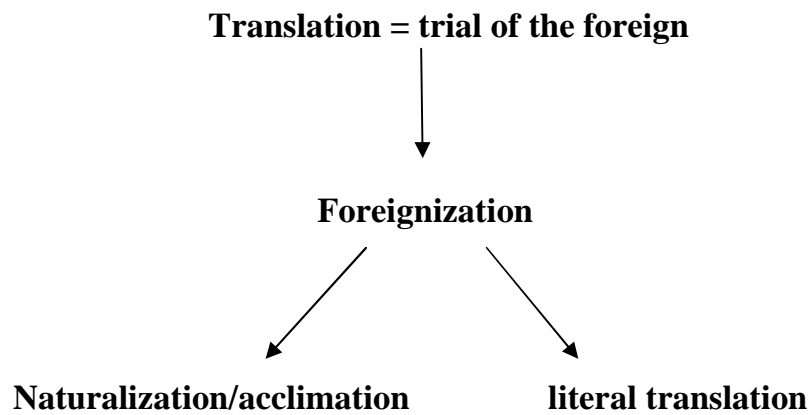 Translation = trial of the foreign
Foreignization
Naturalization/acclimation literal translation